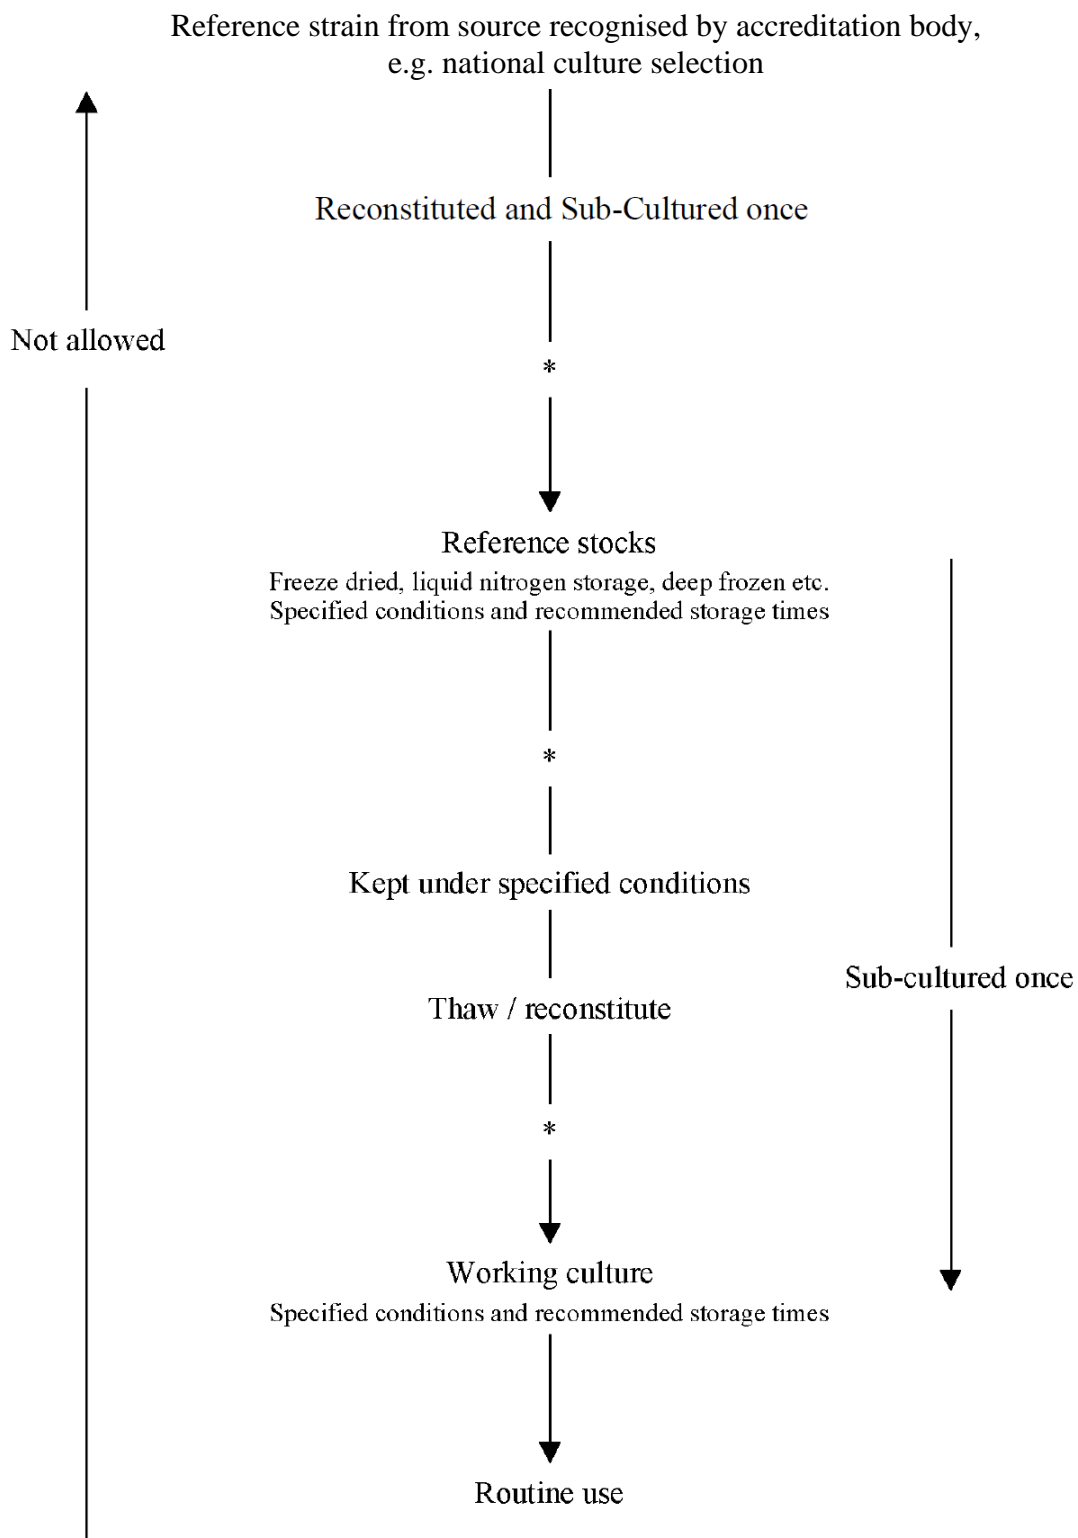 Reference strain from source recognised by accreditation body,
e.g. national culture selection
Reconstituted and Sub-Cultured once
Not allowed
*
Reference stocks
Freeze dried, liquid nitrogen storage, deep frozen etc.
Specified conditions and recommended storage times
*
Kept under specified conditions
Sub-cultured once
Thaw / reconstitute
*
Working culture
Specified conditions and recommended storage times
Routine use